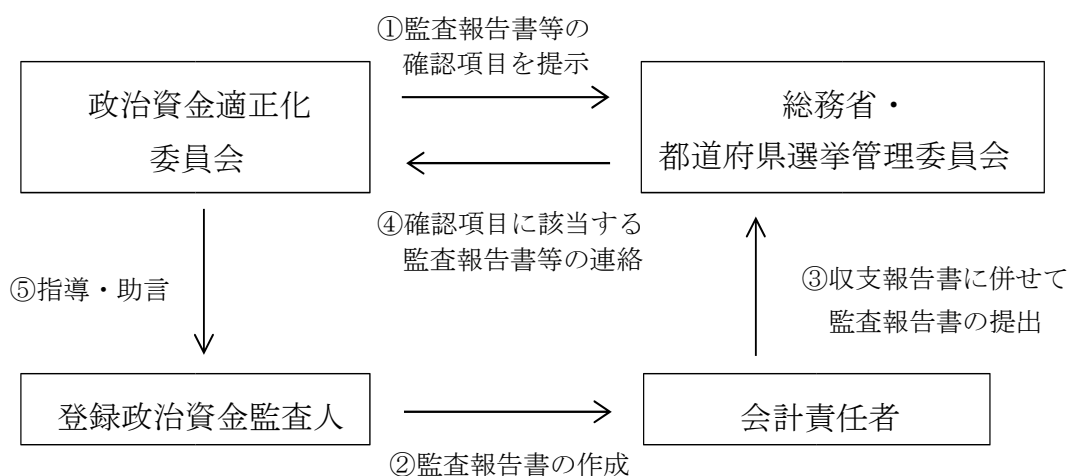 ①監査報告書等の
確認項目を提示
政治資金適正化
委員会
総務省・
都道府県選挙管理委員会
④確認項目に該当する
監査報告書等の連絡
⑤指導・助言
③収支報告書に併せて
監査報告書の提出
登録政治資金監査人
会計責任者
②監査報告書の作成